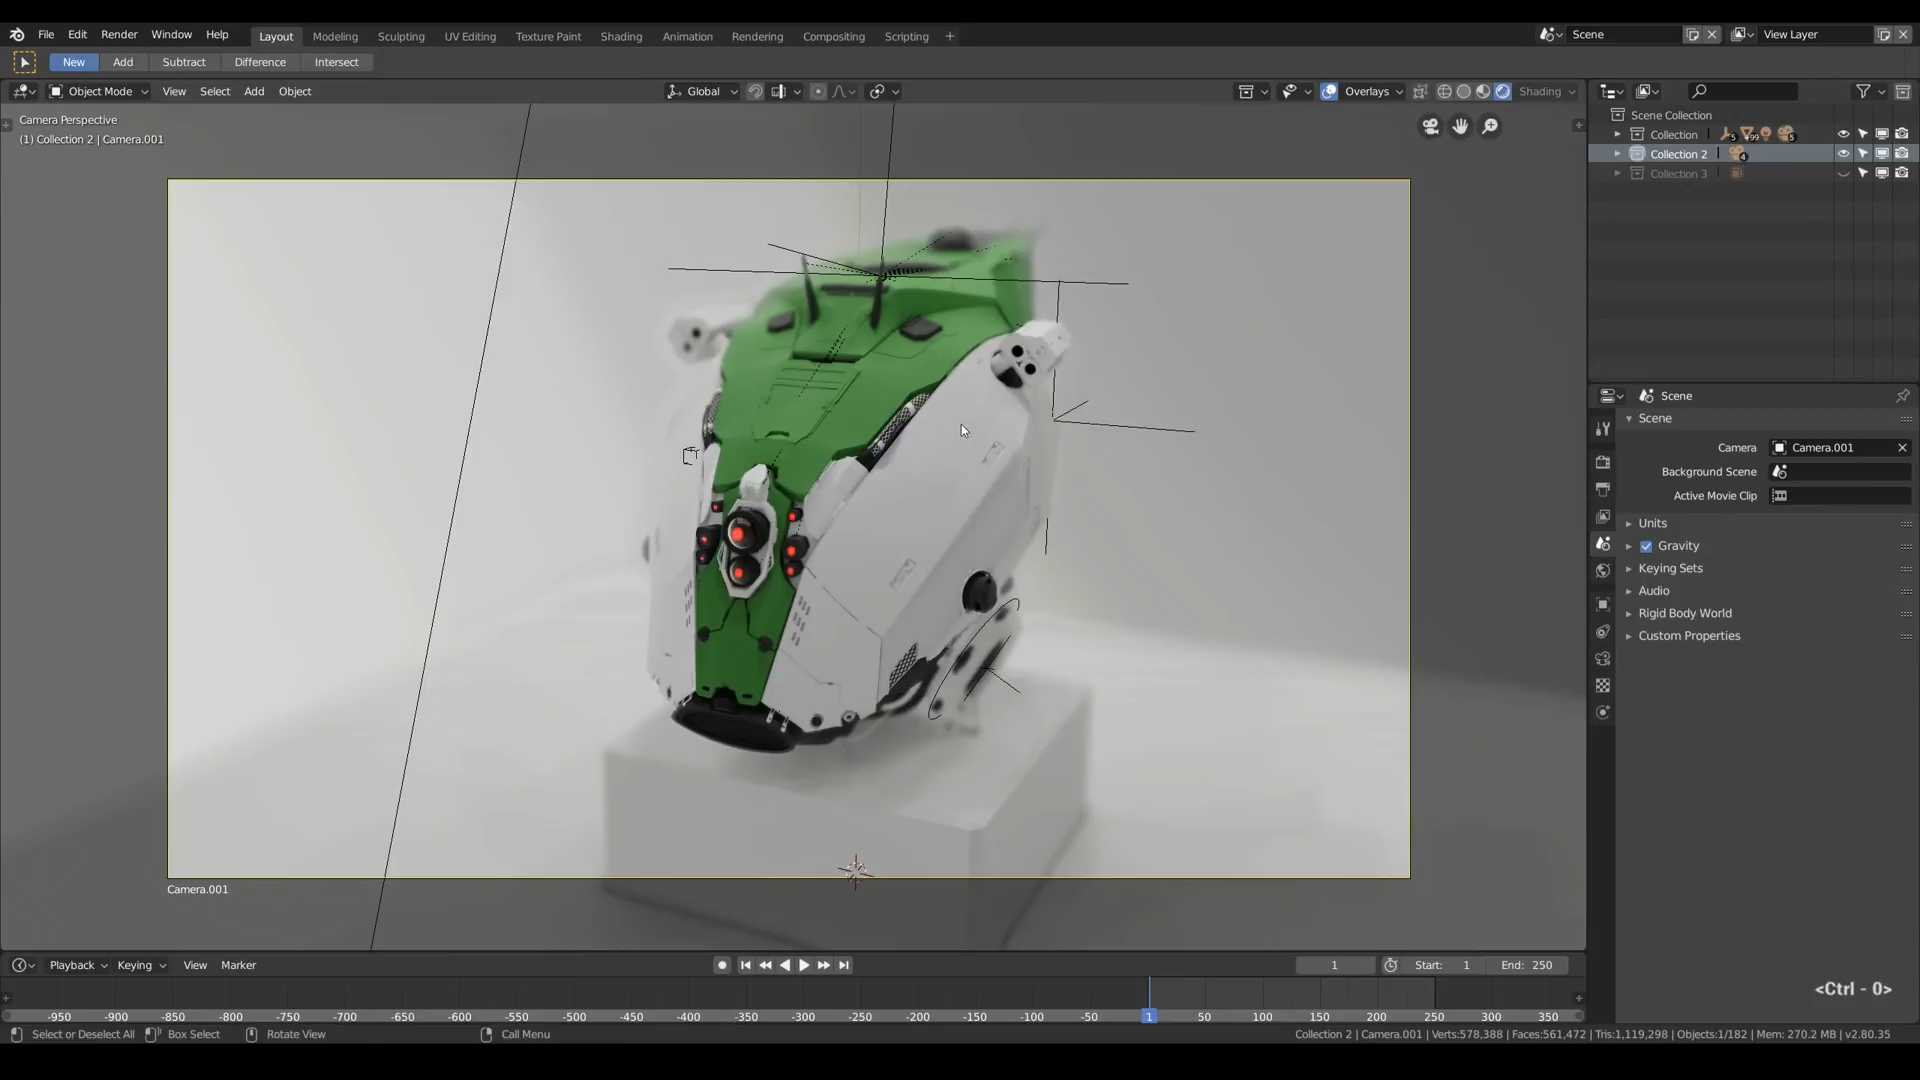 File Edit Render Window Help Layout Modeling Sculpting UV Editing Texture Paint Shading Animation Rendering Compositing Scripting + Scene View Layer
New Add Subtract Difference Intersect
Object Mode View Select Add Object Global Overlays Shading
Camera Perspective
(1) Collection 2 | Camera.001
Scene Collection
Collection 5 99 5
Collection 2 4
Collection 3
Scene
Scene
Camera Camera.001
Background Scene
Active Movie Clip
Units
Gravity
Keying Sets
Audio
Rigid Body World
Custom Properties
Camera.001
Playback Keying View Marker 1 Start: 1 End: 250
<Ctrl - 0>
-950 -900 -850 -800 -750 -700 -650 -600 -550 -500 -450 -400 -350 -300 -250 -200 -150 -100 -50 1 50 100 150 200 250 300 350
Select or Deselect All Box Select Rotate View Call Menu Collection 2 | Camera.001 | Verts:578,388 | Faces:561,472 | Tris:1,119,298 | Objects:1/182 | Mem: 270.2 MB | v2.80.35